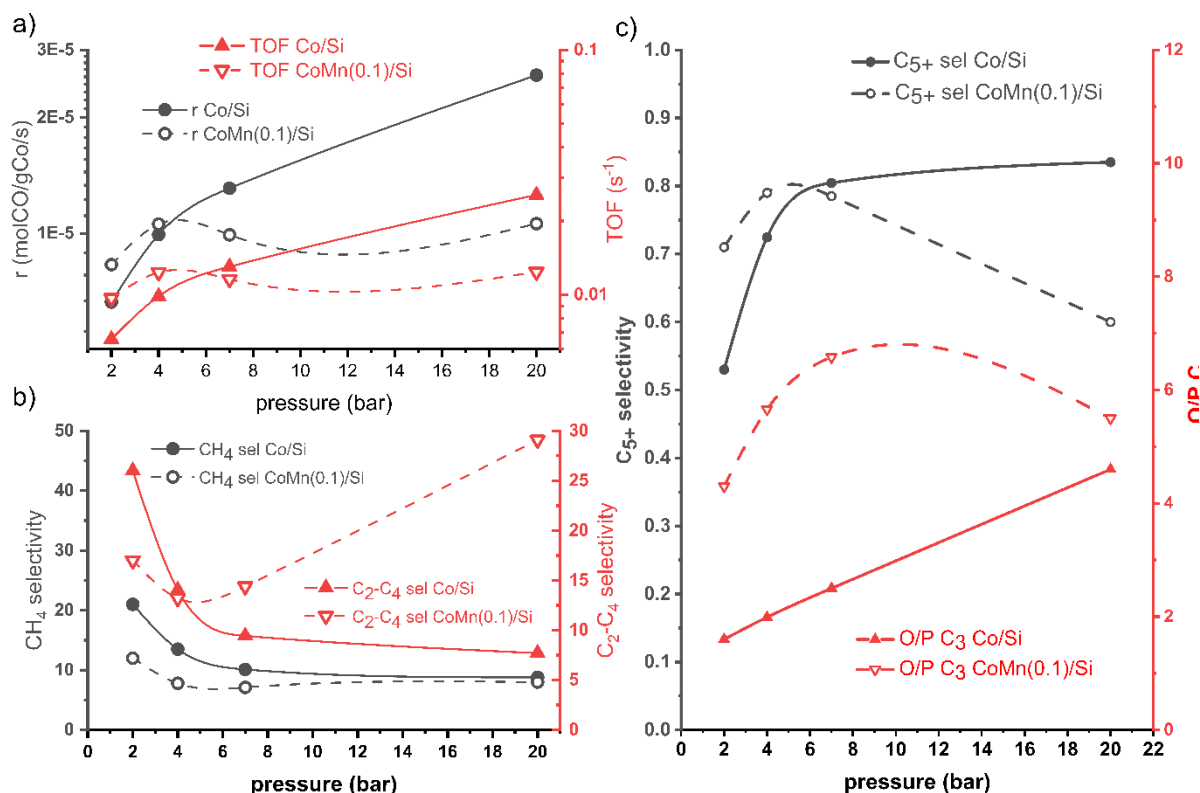 a)
TOF Co/Si
TOF CoMn(0.1)/Si
r Co/Si
r CoMn(0.1)/Si
3E-5
2E-5
1E-5
r (molCO/gCo/s)
0.1
0.01
TOF (s-1)
2 4 6 8 10 12 14 16 18 20
pressure (bar)
b)
CH4 sel Co/Si
CH4 sel CoMn(0.1)/Si
C2-C4 sel Co/Si
C2-C4 sel CoMn(0.1)/Si
50
40
30
20
10
0
CH4 selectivity
30
25
20
15
10
5
0
C2-C4 selectivity
0 2 4 6 8 10 12 14 16 18 20
pressure (bar)
c)
C5+ sel Co/Si
C5+ sel CoMn(0.1)/Si
O/P C3 Co/Si
O/P C3 CoMn(0.1)/Si
1.0
0.9
0.8
0.7
0.6
0.5
0.4
0.3
0.2
0.1
0.0
C5+ selectivity
12
10
8
6
4
2
0
O/P C
0 2 4 6 8 10 12 14 16 18 20 22
pressure (bar)